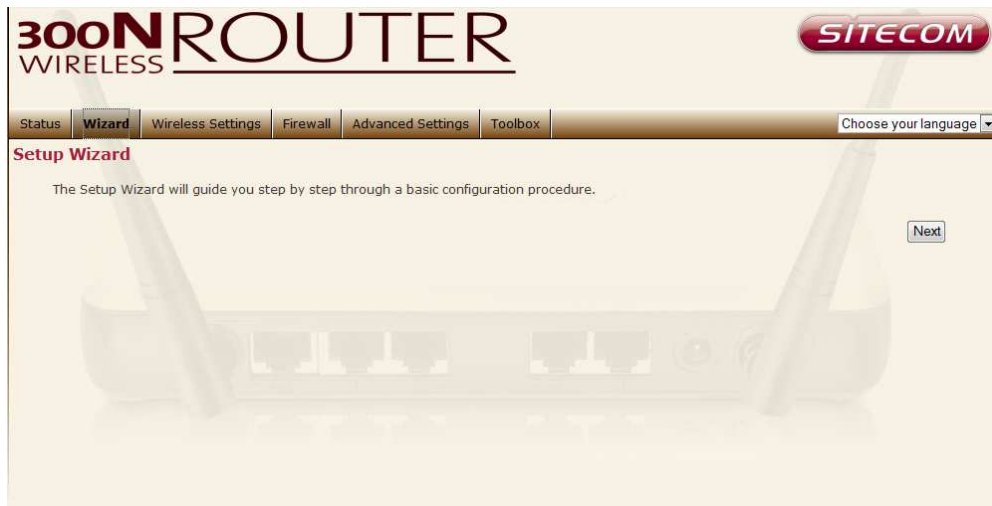 300N ROUTER
WIRELESS
SITECOM
Status Wizard Wireless Settings Firewall Advanced Settings Toolbox Choose your language
Setup Wizard
The Setup Wizard will guide you step by step through a basic configuration procedure.
Next